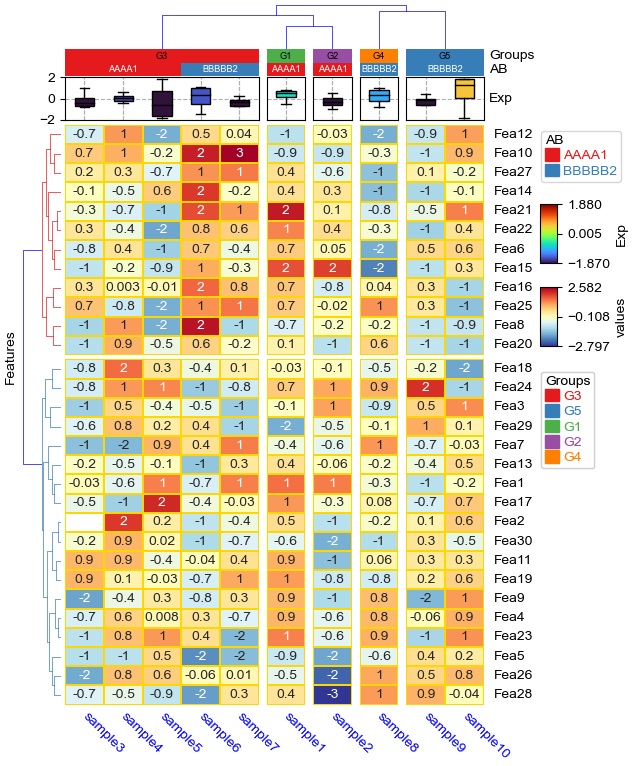 G3 G1 G2 G4 G5 Groups
AAAA1 BBBBB2 AAAA1 AAAA1 BBBBB2 BBBBB2 AB
2
0 Exp
-2
-0.7 1 -2 0.5 0.04 -1 -0.03 -2 -0.9 1 Fea12
0.7 1 -0.2 2 3 -0.9 -0.9 -0.3 -1 0.9 Fea10
0.2 0.3 -0.7 1 1 0.4 -0.6 -1 0.1 -0.2 Fea27
-0.1 -0.5 0.6 2 -0.2 0.4 0.3 -1 -1 -0.1 Fea14
-0.3 -0.7 -1 2 1 2 0.1 -0.8 -0.5 1 Fea21
0.3 -0.4 -2 0.8 0.6 1 0.4 -0.3 -1 0.4 Fea22
-0.8 0.4 -1 0.7 -0.4 0.7 0.05 -2 0.5 0.6 Fea6
-1 -0.2 -0.9 1 -0.3 2 2 -2 -1 0.3 Fea15
0.3 0.003 -0.01 2 0.8 0.7 -0.8 0.04 0.3 -1 Fea16
0.7 -0.8 -2 1 1 0.7 -0.02 1 0.3 -1 Fea25
-1 1 -2 2 -1 -0.7 -0.2 -0.2 -1 -0.9 Fea8
-1 0.9 -0.5 0.6 -0.2 0.1 -1 0.6 -1 -1 Fea20
-0.8 2 0.3 -0.4 0.1 -0.03 -0.1 -0.5 -0.2 -2 Fea18
-0.8 1 1 -1 -0.8 0.7 1 0.9 2 -1 Fea24
-1 0.5 -0.4 -0.5 -1 -0.1 1 -0.9 0.5 1 Fea3
-0.6 0.8 0.2 0.4 -1 -2 -0.5 -0.1 1 0.1 Fea29
-1 -2 0.9 0.4 1 -0.4 -0.6 1 -0.7 -0.03 Fea7
-0.2 -0.5 -0.1 -1 0.3 0.4 -0.06 -0.2 -0.4 0.5 Fea13
-0.03 -0.6 1 -0.7 1 1 1 -0.3 -1 -0.2 Fea1
-0.5 -1 2 -0.4 -0.03 1 -0.3 0.08 -0.7 0.7 Fea17
2 0.2 -1 -0.4 0.5 -1 -0.2 0.1 0.6 Fea2
-0.2 0.9 0.02 -1 -0.7 -0.6 -2 -1 0.3 -0.5 Fea30
0.9 0.9 -0.4 -0.04 0.4 0.9 -1 0.06 0.3 0.3 Fea11
0.9 0.1 -0.03 -0.7 1 1 -0.8 -0.8 0.2 0.6 Fea19
-2 -0.4 0.3 -0.8 0.3 0.9 -1 0.8 -2 1 Fea9
-0.7 0.6 0.008 0.3 -0.7 0.9 -0.6 0.8 -0.06 0.9 Fea4
-1 0.8 1 0.4 -2 1 -0.6 0.9 -1 1 Fea23
-1 -1 0.5 -2 -2 -0.9 -2 -0.6 0.4 0.2 Fea5
-2 0.8 0.6 -0.06 0.01 -0.5 -2 1 0.5 0.8 Fea26
-0.7 -0.5 -0.9 -2 0.3 0.4 -3 1 0.9 -0.04 Fea28
sample3 sample4 sample5 sample6 sample7 sample1 sample2 sample8 sample9 sample10
Features
AB
AAAA1
BBBBB2
1.880
0.005
-1.870
Exp
2.582
-0.108
-2.797
values
Groups
G3
G5
G1
G2
G4